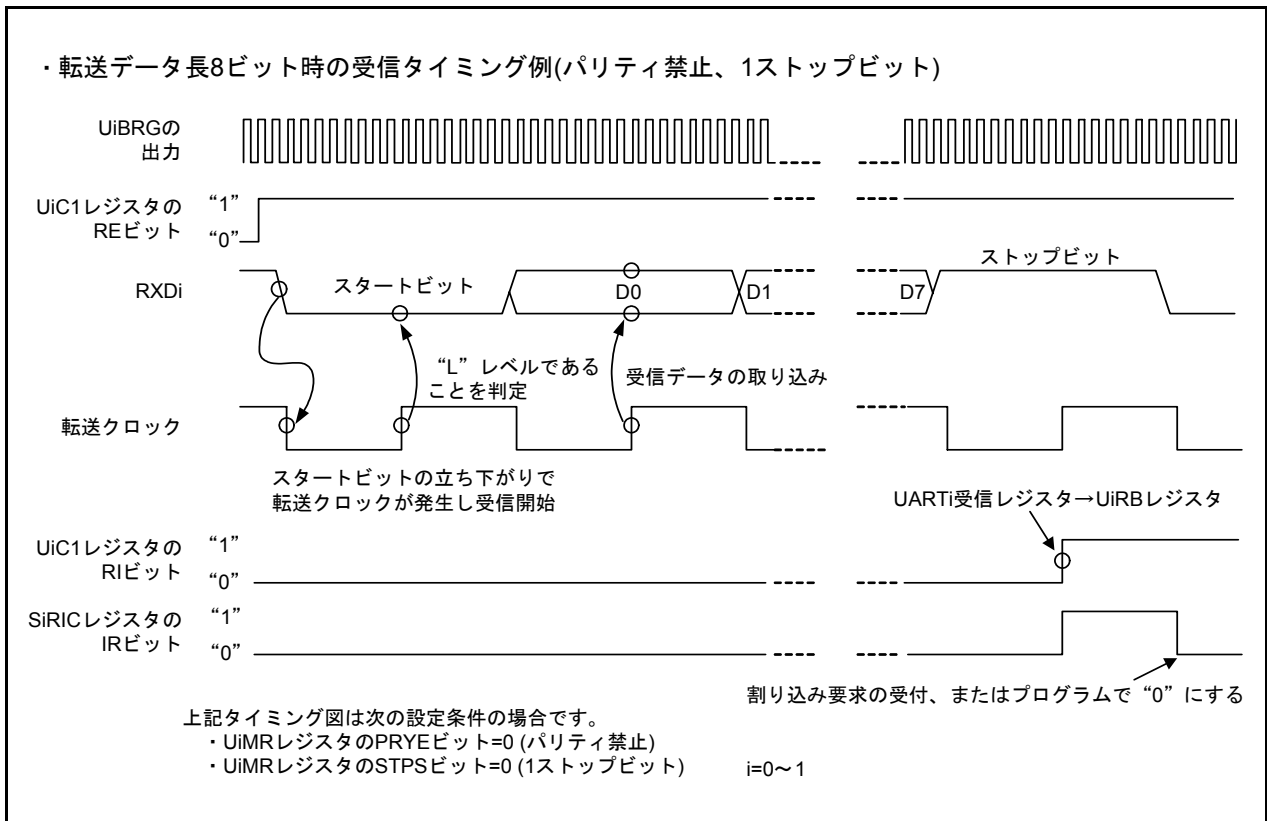 ・転送データ長8ビット時の受信タイミング例(パリティ禁止、1ストップビット)
UiBRGの
出力
UiC1レジスタの
REビット
“1”
“0”
RXDi
スタートビット
D0
D1
D7
ストップビット
“L”レベルである
ことを判定
受信データの取り込み
転送クロック
スタートビットの立ち下がりで
転送クロックが発生し受信開始
UARTi受信レジスタ→UiRBレジスタ
UiC1レジスタの
RIビット
“1”
“0”
SiRICレジスタの
IRビット
“1”
“0”
割り込み要求の受付、またはプログラムで“0”にする
上記タイミング図は次の設定条件の場合です。
・UiMRレジスタのPRYEビット=0 (パリティ禁止)
・UiMRレジスタのSTPSビット=0 (1ストップビット)
i=0～1